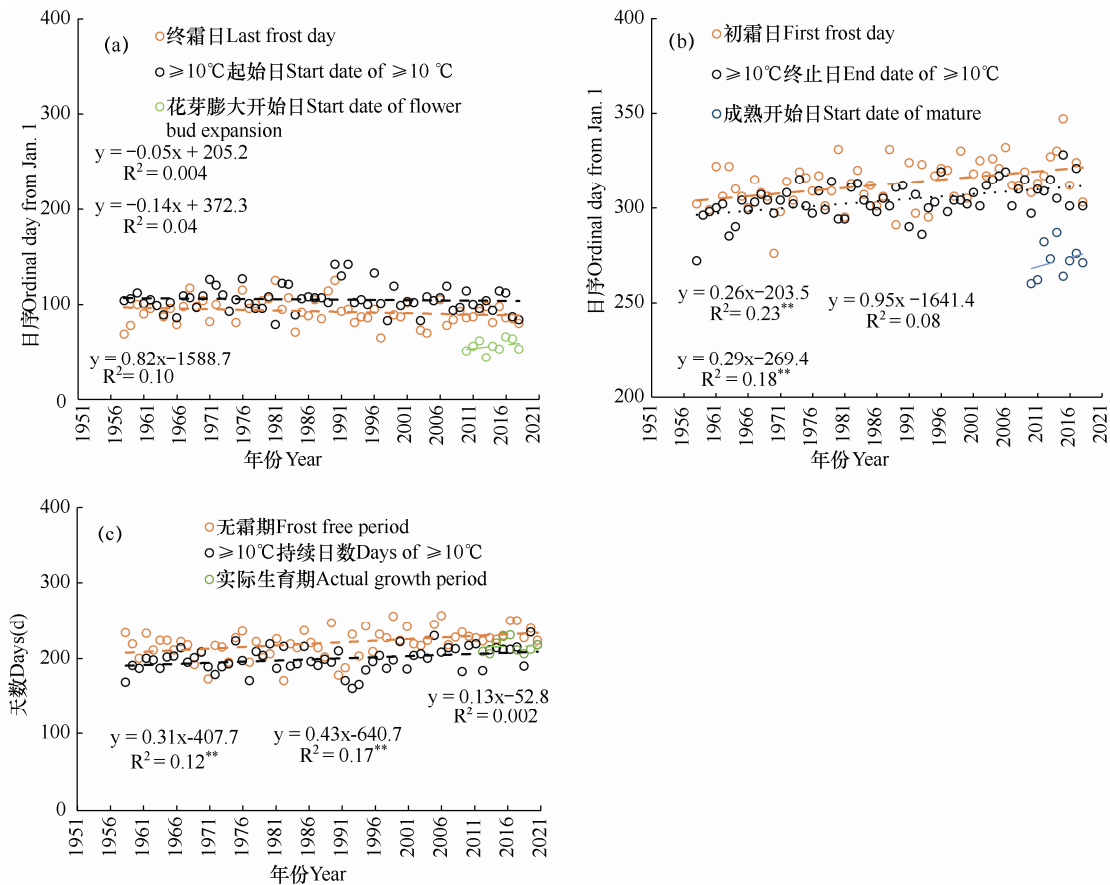 (a)
终霜日Last frost day
≥10℃起始日Start date of ≥10 ℃
花芽膨大开始日Start date of flower
bud expansion
y = −0.05x + 205.2
R² = 0.004
y = −0.14x + 372.3
R² = 0.04
y = 0.82x−1588.7
R²= 0.10
日序Ordinal day from Jan. 1
400
300
200
100
0
1951
1956
1961
1966
1971
1976
1981
1986
1991
1996
2001
2006
2011
2016
2021
年份Year
(b)
初霜日First frost day
≥10℃终止日End date of ≥10℃
成熟开始日Start date of mature
y = 0.26x−203.5
R²= 0.23**
y = 0.95x −1641.4
R² = 0.08
y = 0.29x−269.4
R² = 0.18**
日序Ordinal day from Jan. 1
400
350
300
250
200
1951
1956
1961
1966
1971
1976
1981
1986
1991
1996
2001
2006
2011
2016
2021
年份Year
(c)
无霜期Frost free period
≥10℃持续日数Days of ≥10℃
实际生育期Actual growth period
y = 0.13x−52.8
R² = 0.002
y = 0.31x-407.7
R² = 0.12**
y = 0.43x-640.7
R² = 0.17**
天数Days(d)
400
300
200
100
0
1951
1956
1961
1966
1971
1976
1981
1986
1991
1996
2001
2006
2011
2016
2021
年份Year